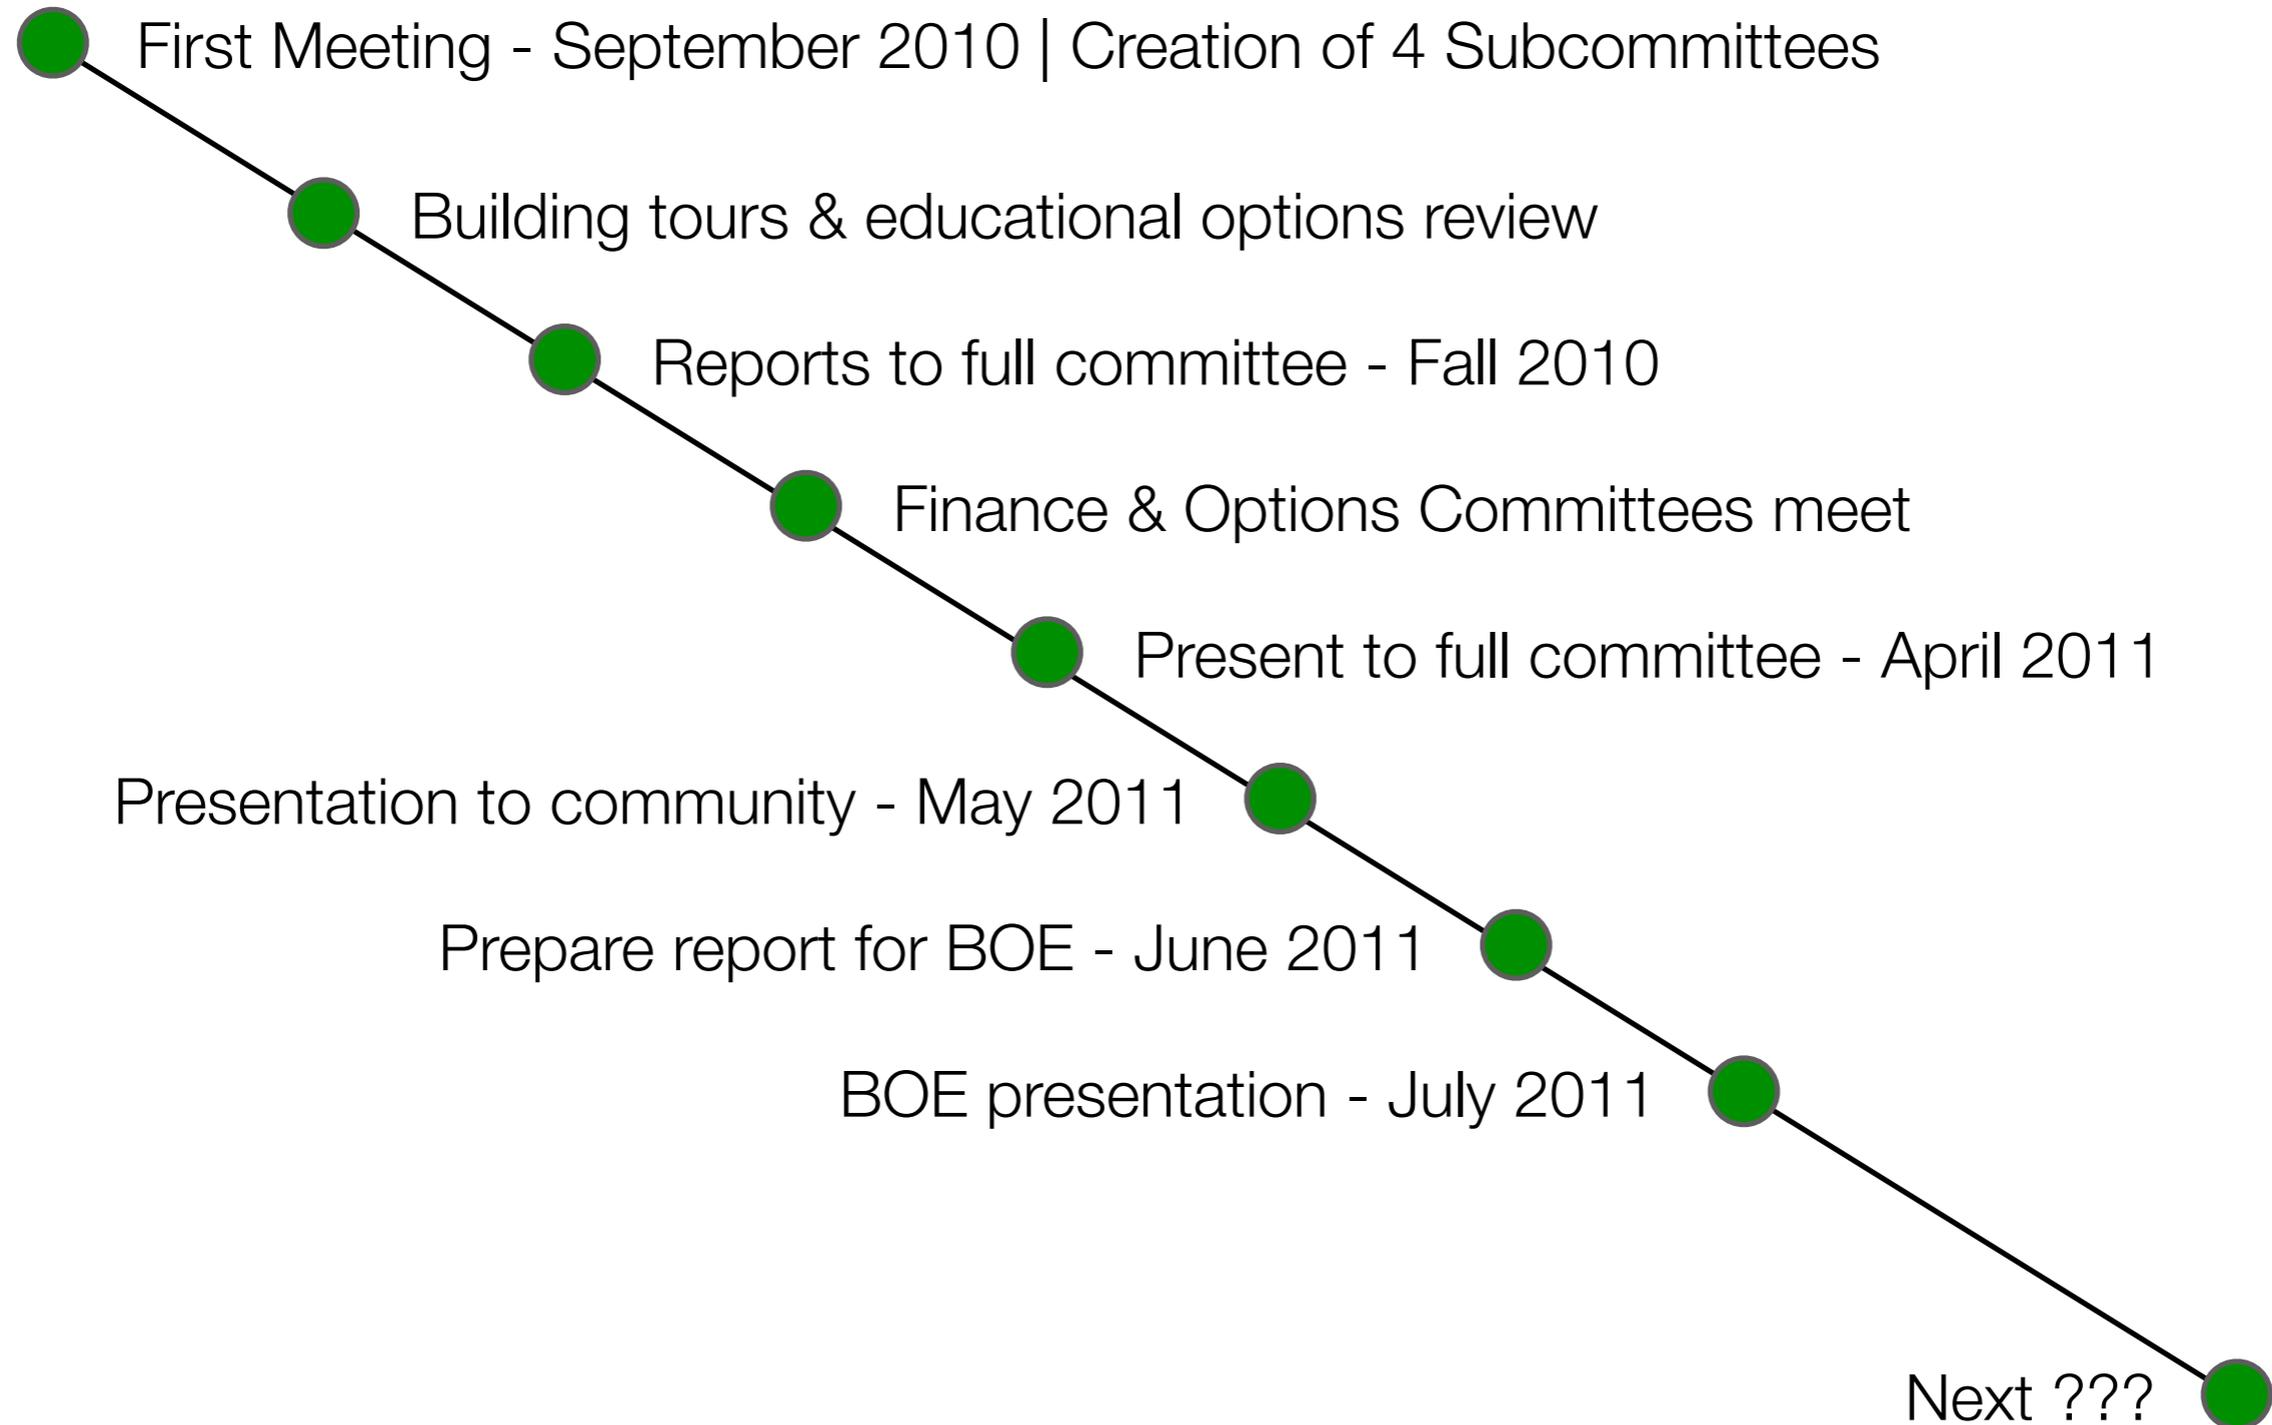 First Meeting - September 2010 | Creation of 4 Subcommittees
Building tours & educational options review
Reports to full committee - Fall 2010
Finance & Options Committees meet
Present to full committee - April 2011
Presentation to community - May 2011
Prepare report for BOE - June 2011
BOE presentation - July 2011
Next ???